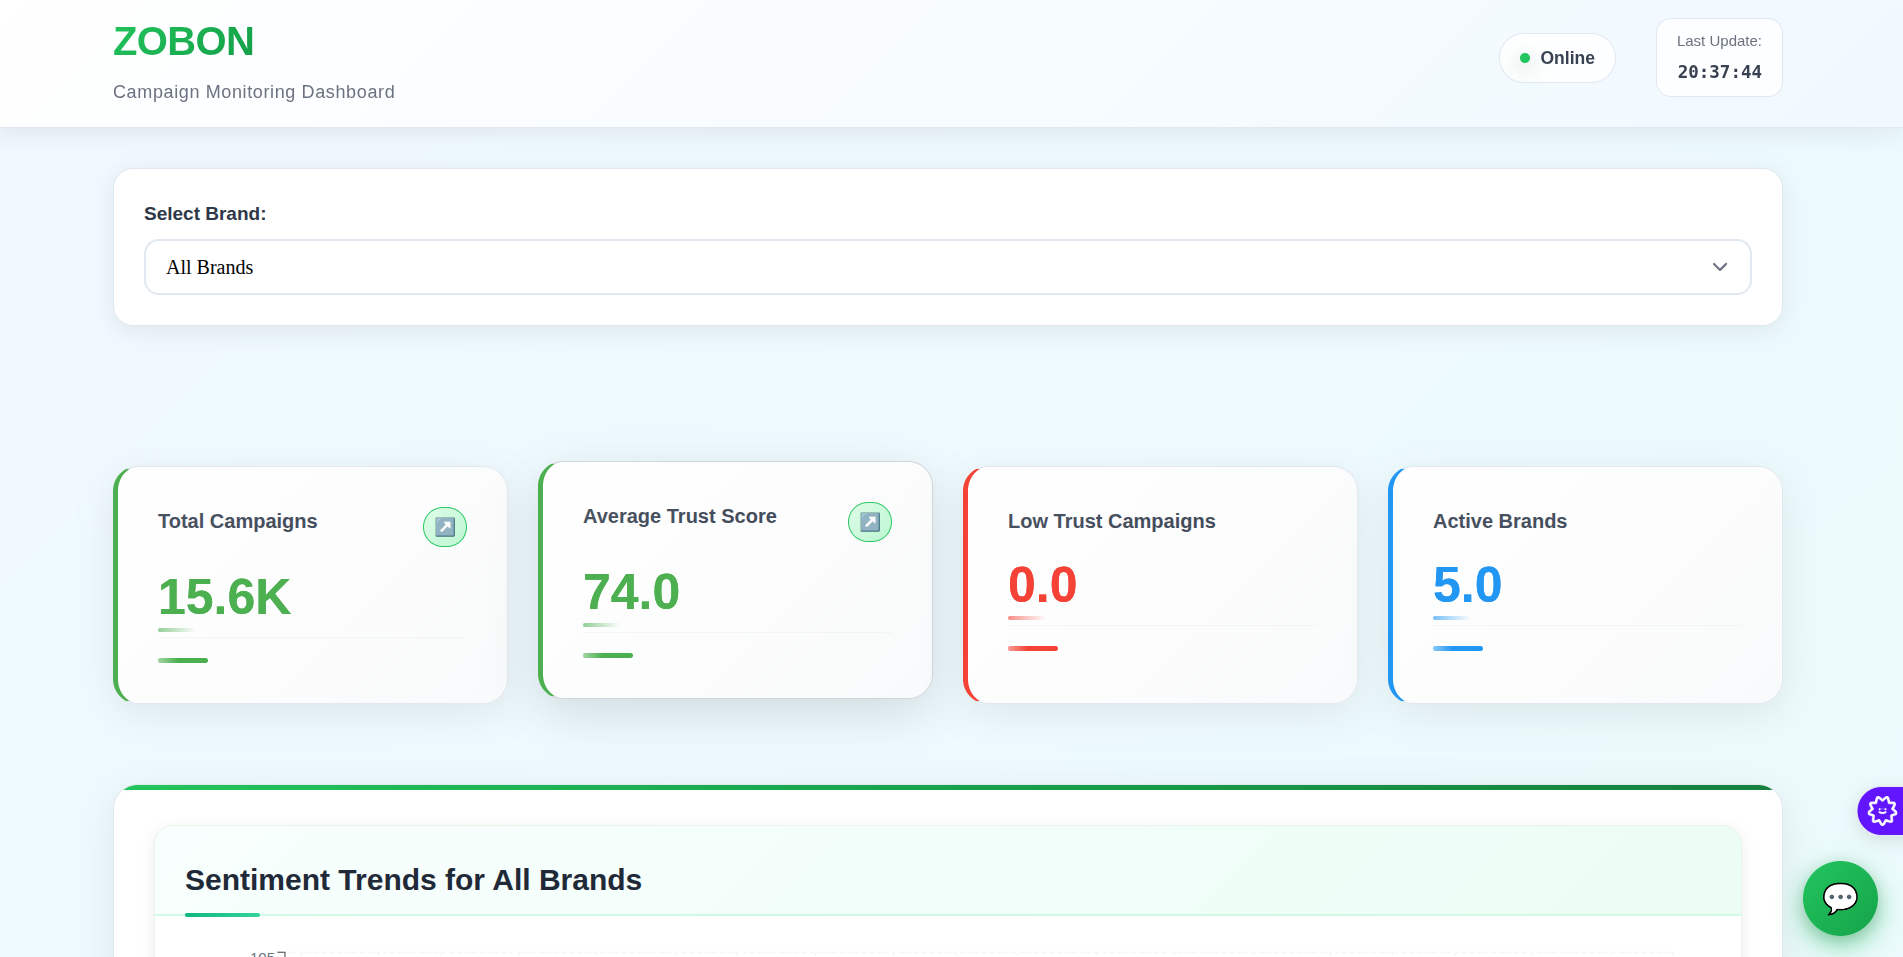 ZOBON
Campaign Monitoring Dashboard
Online
Last Update:
20:37:44
Select Brand:
All Brands
Total Campaigns
15.6K
Average Trust Score
74.0
Low Trust Campaigns
0.0
Active Brands
5.0
Sentiment Trends for All Brands